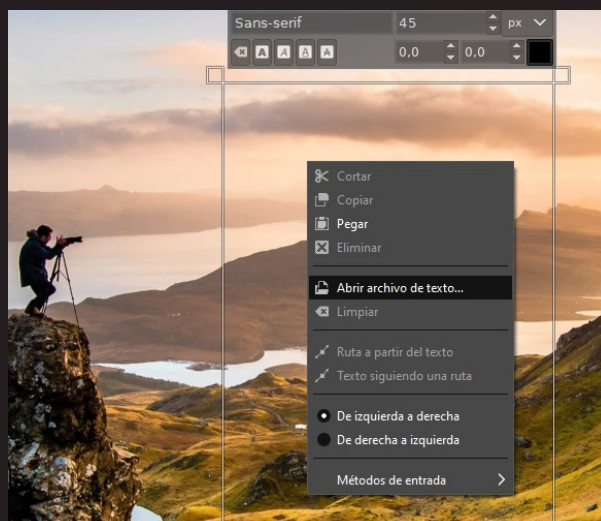 Sans-serif 45 px
A A A A 0,0 0,0
Cortar
Copiar
Pegar
Eliminar
Abrir archivo de texto...
Limpiar
Ruta a partir del texto
Texto siguiendo una ruta
De izquierda a derecha
De derecha a izquierda
Métodos de entrada